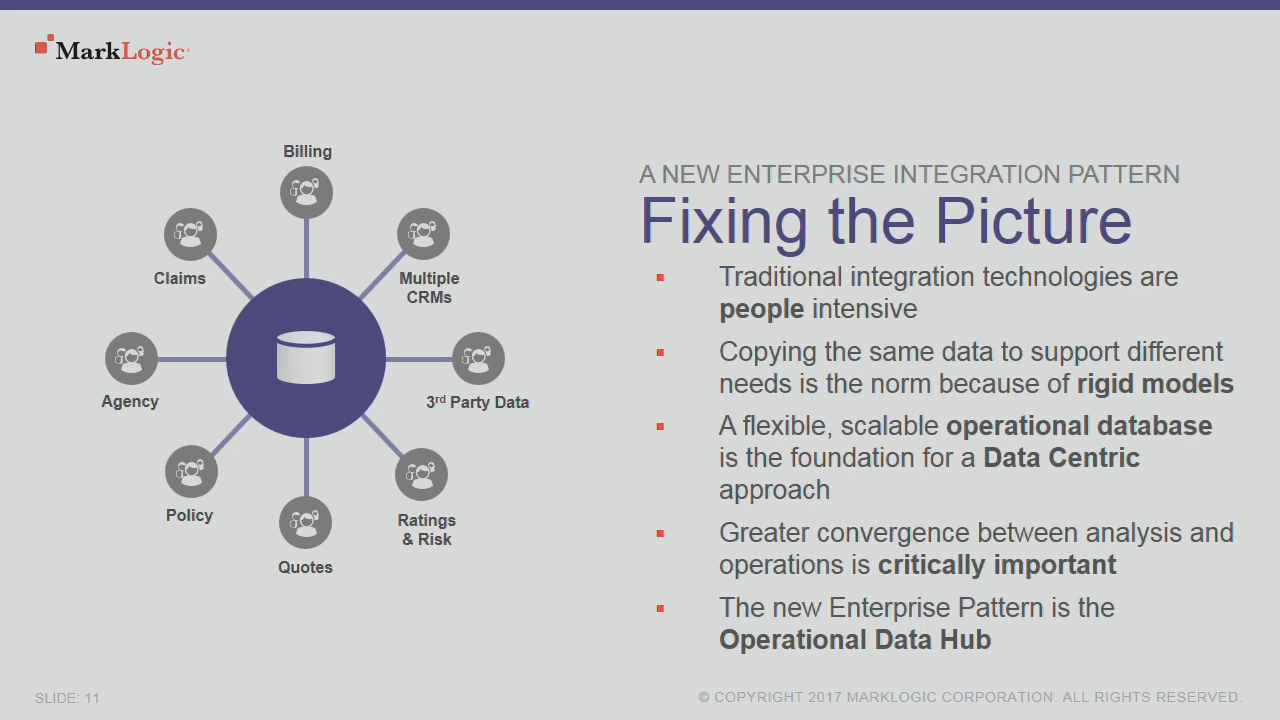 MarkLogic
Billing
Claims
Multiple
CRMs
Agency
3rd Party Data
Policy
Ratings
& Risk
Quotes
A NEW ENTERPRISE INTEGRATION PATTERN
Fixing the Picture
▪ Traditional integration technologies are
people intensive
▪ Copying the same data to support different
needs is the norm because of rigid models
▪ A flexible, scalable operational database
is the foundation for a Data Centric
approach
▪ Greater convergence between analysis and
operations is critically important
▪ The new Enterprise Pattern is the
Operational Data Hub
SLIDE: 11
© COPYRIGHT 2017 MARKLOGIC CORPORATION. ALL RIGHTS RESERVED.